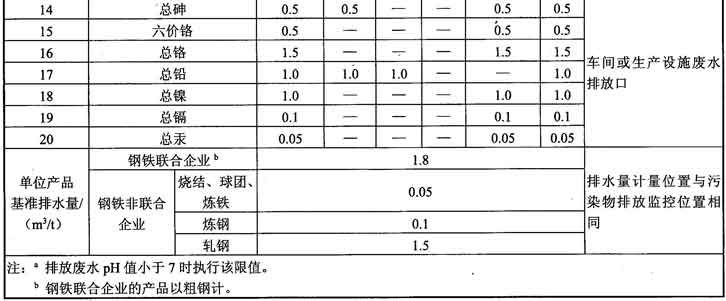 14 总砷 0.5 0.5 — — 0.5 0.5
15 六价铬 0.5 — — — 0.5 0.5
16 总铬 1.5 — — — 1.5 1.5
17 总铅 1.0 1.0 1.0 — — 1.0
18 总镍 1.0 — — — 1.0 1.0
19 总镉 0.1 — — — 0.1 0.1
20 总汞 0.05 — — — 0.05 0.05
车间或生产设施废水
排放口
单位产品
基准排水量/
(m³/t)
钢铁联合企业ᵇ 1.8
钢铁非联合
企业
烧结、球团、
炼铁
0.05
炼钢 0.1
轧钢 1.5
排水量计量位置与污
染物排放监控位置相
同
注：ᵃ 排放废水 pH 值小于 7 时执行该限值。
ᵇ 钢铁联合企业的产品以粗钢计。